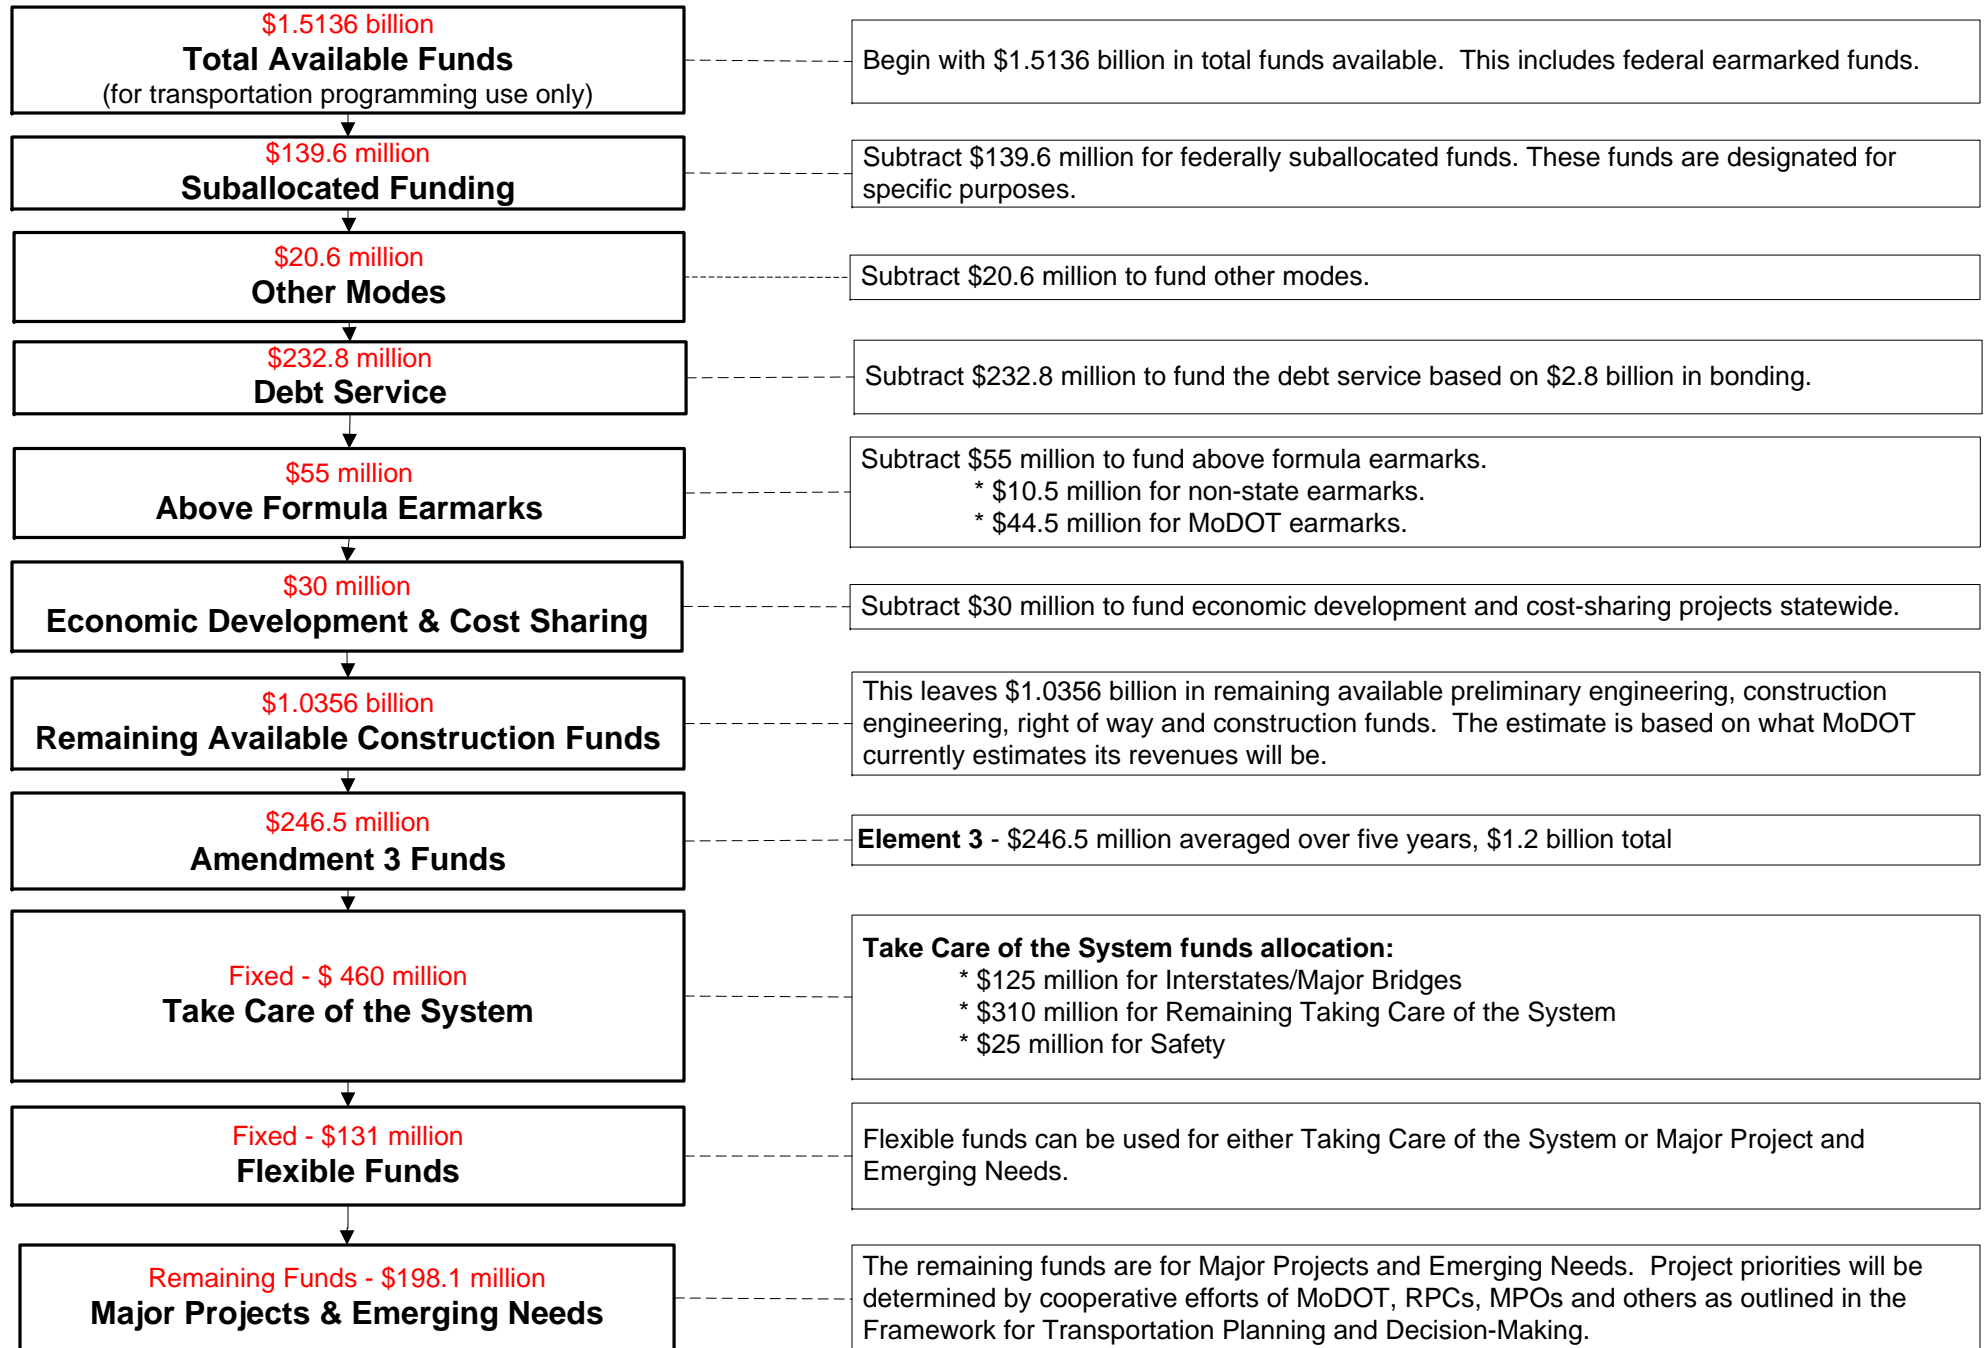 $1.5136 billion
Total Available Funds
(for transportation programming use only)
Begin with $1.5136 billion in total funds available.  This includes federal earmarked funds.
$139.6 million
Suballocated Funding
Subtract $139.6 million for federally suballocated funds. These funds are designated for
specific purposes.
$20.6 million
Other Modes
Subtract $20.6 million to fund other modes.
$232.8 million
Debt Service
Subtract $232.8 million to fund the debt service based on $2.8 billion in bonding.
$55 million
Above Formula Earmarks
Subtract $55 million to fund above formula earmarks.
* $10.5 million for non-state earmarks.
* $44.5 million for MoDOT earmarks.
$30 million
Economic Development & Cost Sharing
Subtract $30 million to fund economic development and cost-sharing projects statewide.
$1.0356 billion
Remaining Available Construction Funds
This leaves $1.0356 billion in remaining available preliminary engineering, construction
engineering, right of way and construction funds.  The estimate is based on what MoDOT
currently estimates its revenues will be.
$246.5 million
Amendment 3 Funds
Element 3 - $246.5 million averaged over five years, $1.2 billion total
Fixed - $ 460 million
Take Care of the System
Take Care of the System funds allocation:
* $125 million for Interstates/Major Bridges
* $310 million for Remaining Taking Care of the System
* $25 million for Safety
Fixed - $131 million
Flexible Funds
Flexible funds can be used for either Taking Care of the System or Major Project and
Emerging Needs.
Remaining Funds - $198.1 million
Major Projects & Emerging Needs
The remaining funds are for Major Projects and Emerging Needs.  Project priorities will be
determined by cooperative efforts of MoDOT, RPCs, MPOs and others as outlined in the
Framework for Transportation Planning and Decision-Making.